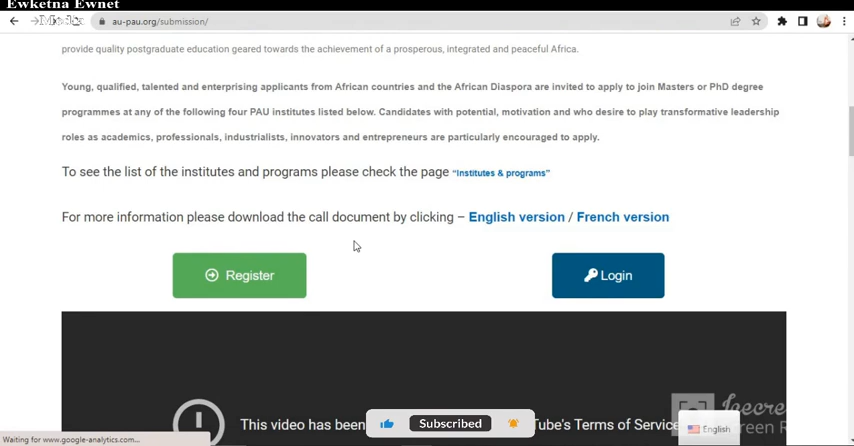 Ewketna Ewnet
au-pau.org/submission/
provide quality postgraduate education geared towards the achievement of a prosperous, integrated and peaceful Africa.
Young, qualified, talented and enterprising applicants from African countries and the African Diaspora are invited to apply to join Masters or PhD degree
programmes at any of the following four PAU institutes listed below. Candidates with potential, motivation and who desire to play transformative leadership
roles as academics, professionals, industrialists, innovators and entrepreneurs are particularly encouraged to apply.
To see the list of the institutes and programs please check the page “Institutes & programs”
For more information please download the call document by clicking – English version / French version
Register
Login
This video has been
Tube's Terms of Service
Subscribed
English
Waiting for www.google-analytics.com...